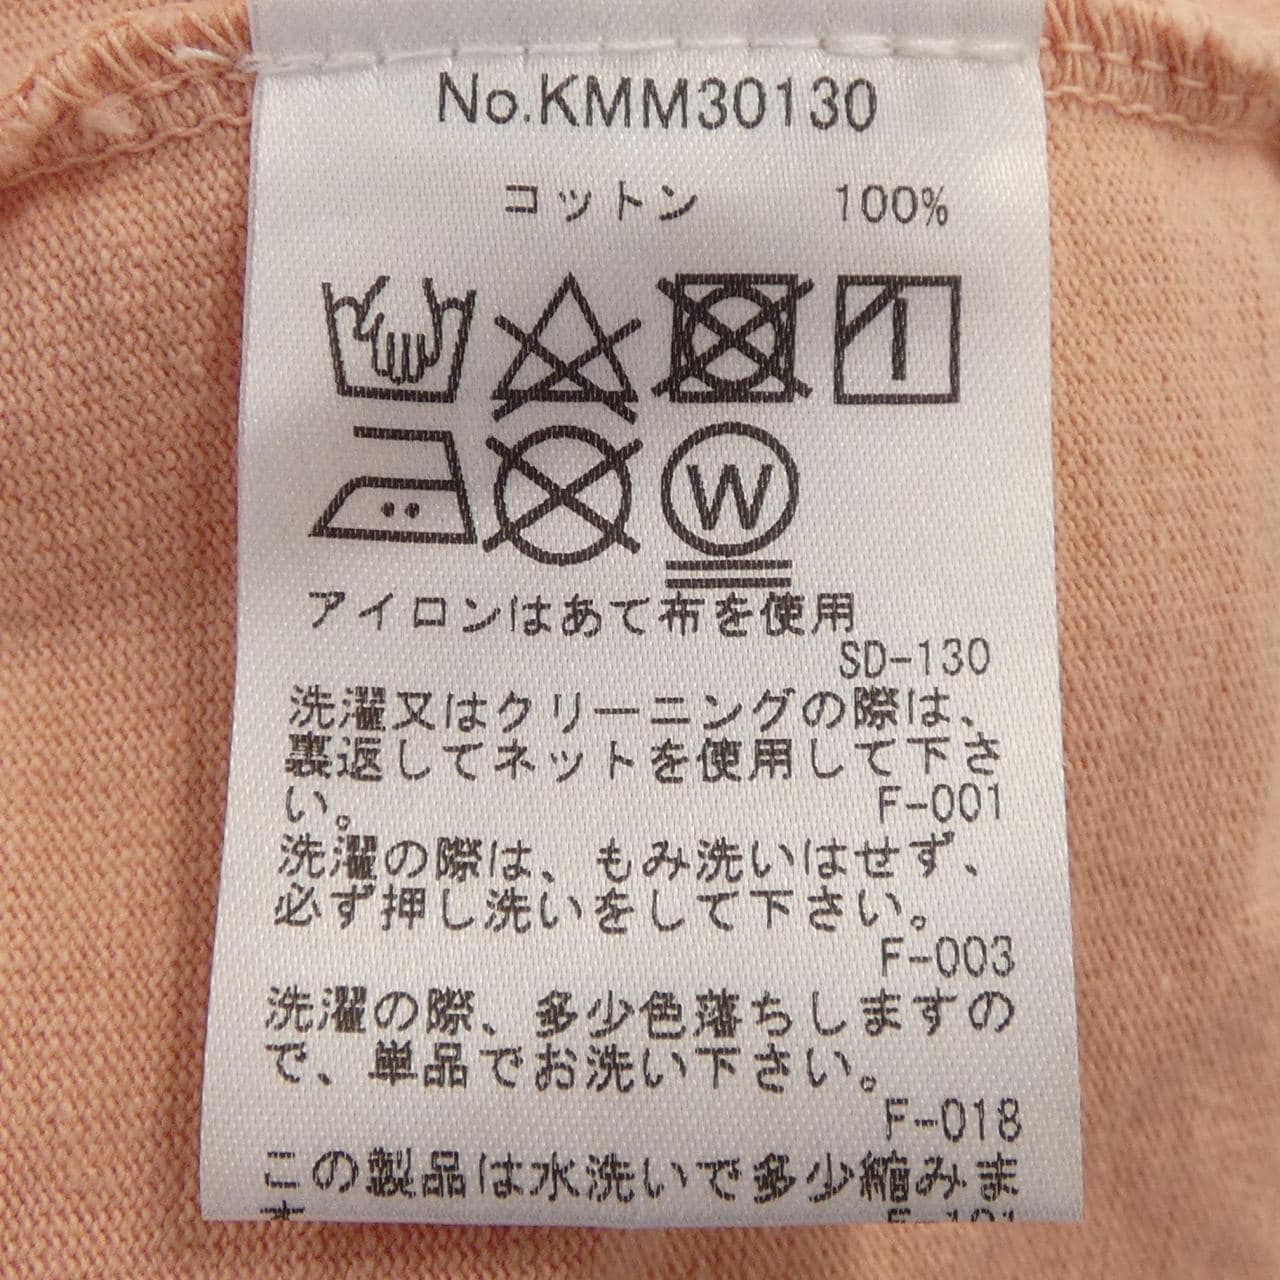 No.KMM30130
コットン 100%
W
アイロンはあて布を使用
SD-130
洗濯又はクリーニングの際は、
裏返してネットを使用して下さ
い。 F-001
洗濯の際は、もみ洗いはせず、
必ず押し洗いをして下さい。
F-003
洗濯の際、多少色落ちしますの
で、単品でお洗い下さい。
F-018
この製品は水洗いで多少縮みま